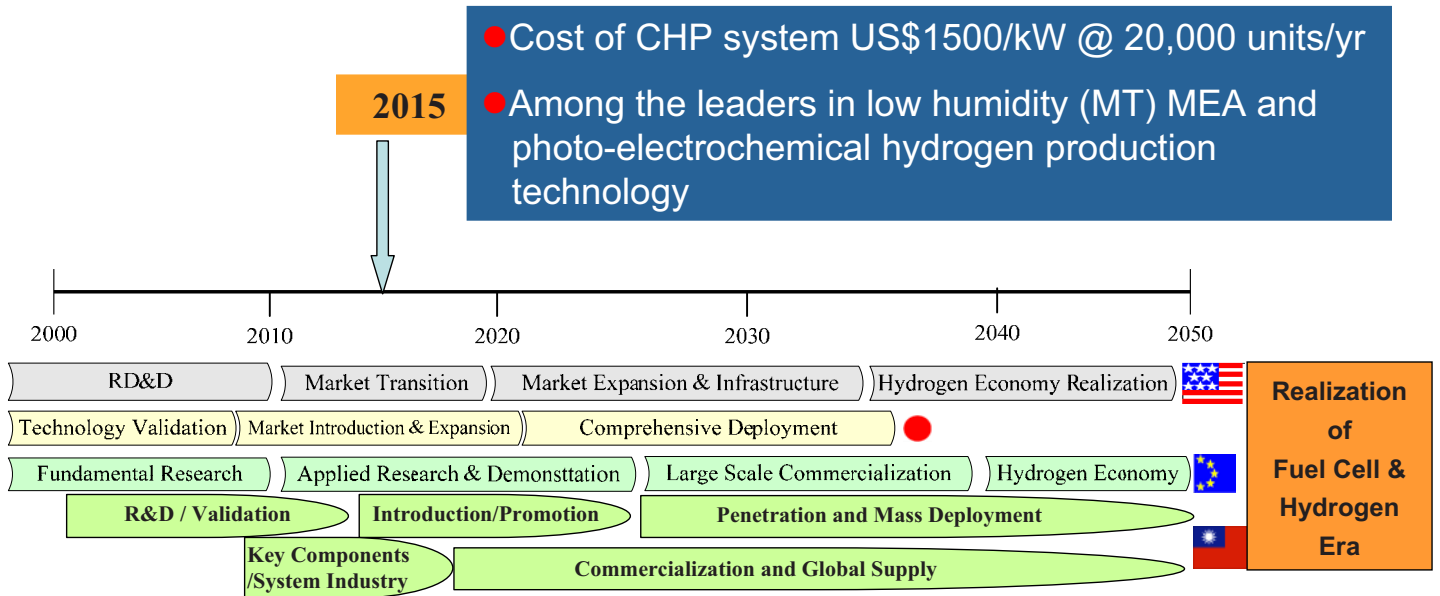 Cost of CHP system US$1500/kW @ 20,000 units/yr
2015
Among the leaders in low humidity (MT) MEA and
photo-electrochemical hydrogen production
technology
2000
2010
2020
2030
2040
2050
RD&D
Market Transition
Market Expansion & Infrastructure
Hydrogen Economy Realization
Technology Validation
Market Introduction & Expansion
Comprehensive Deployment
Fundamental Research
Applied Research & Demonsttation
Large Scale Commercialization
Hydrogen Economy
R&D / Validation
Introduction/Promotion
Penetration and Mass Deployment
Key Components
/System Industry
Commercialization and Global Supply
Realization
of
Fuel Cell &
Hydrogen
Era